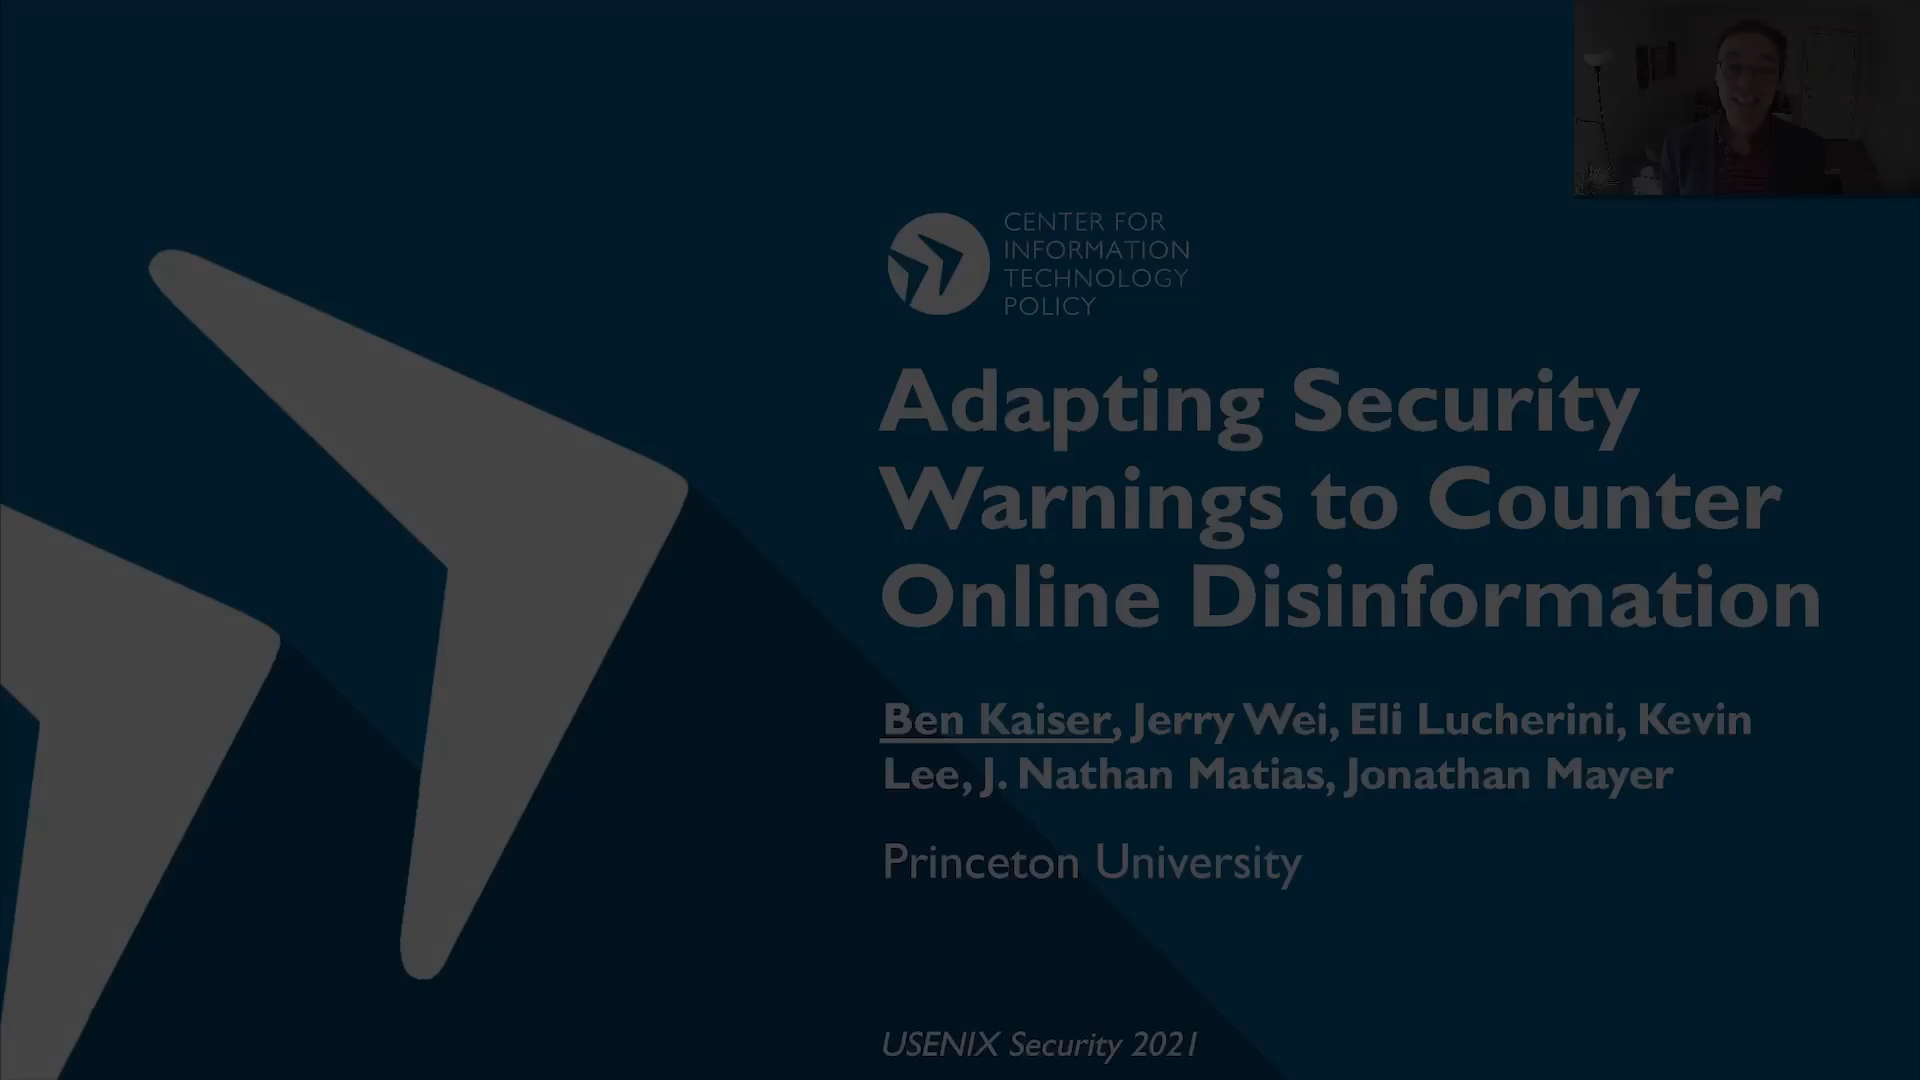 CENTER FOR
INFORMATION
TECHNOLOGY
POLICY
Adapting Security
Warnings to Counter
Online Disinformation
Ben Kaiser, Jerry Wei, Eli Lucherini, Kevin
Lee, J. Nathan Matias, Jonathan Mayer
Princeton University
USENIX Security 2021